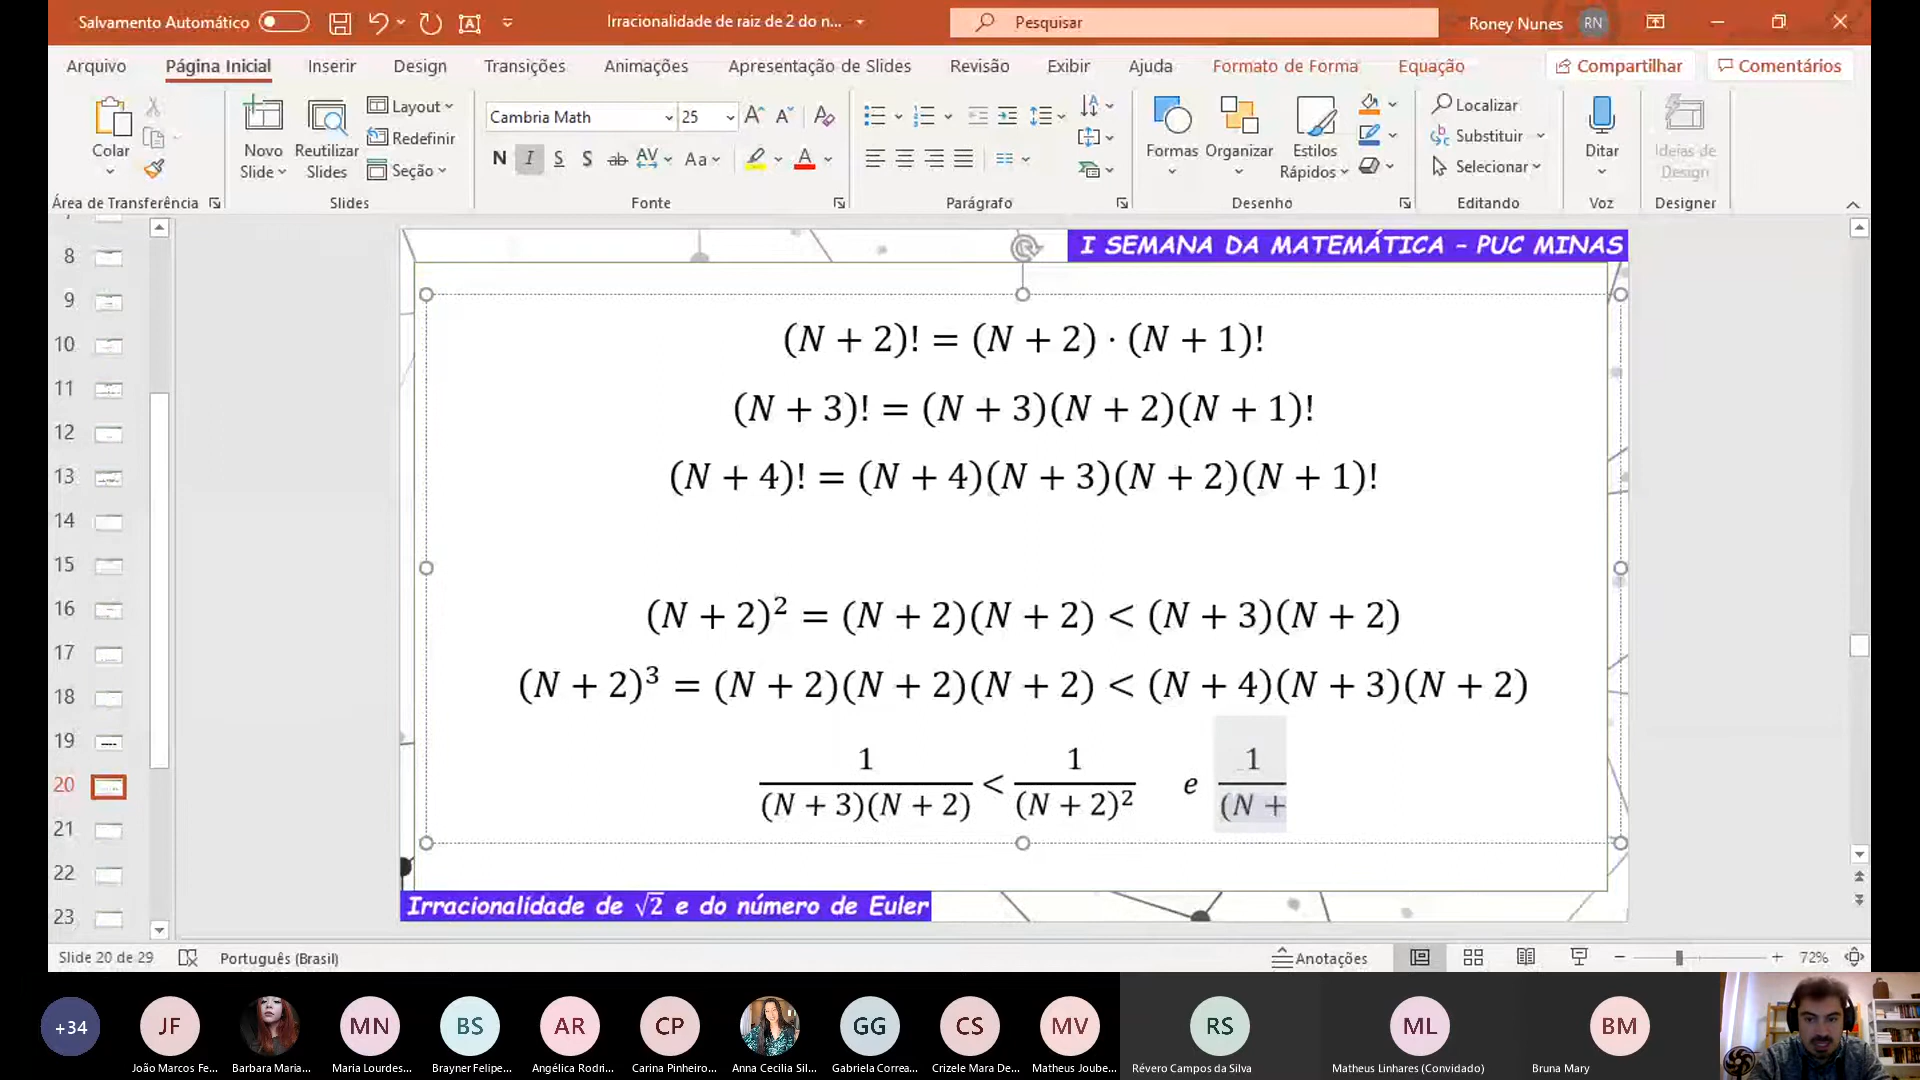 Salvamento Automático
Irracionalidade de raiz de 2 do n...
Pesquisar
Roney Nunes
RN
Arquivo
Página Inicial
Inserir
Design
Transições
Animações
Apresentação de Slides
Revisão
Exibir
Ajuda
Formato de Forma
Equação
Compartilhar
Comentários
Colar
Novo
Slide
Reutilizar
Slides
Layout
Redefinir
Seção
Cambria Math
25
N I S S ab AV Aa A
Formas
Organizar
Estilos
Rápidos
Localizar
Substituir
Selecionar
Ditar
Ideias de
Design
Área de Transferência
Slides
Fonte
Parágrafo
Desenho
Editando
Voz
Designer
8
9
10
11
12
13
14
15
16
17
18
19
20
21
22
23
I SEMANA DA MATEMÁTICA - PUC MINAS
(N + 2)! = (N + 2) · (N + 1)!
(N + 3)! = (N + 3)(N + 2)(N + 1)!
(N + 4)! = (N + 4)(N + 3)(N + 2)(N + 1)!
(N + 2)² = (N + 2)(N + 2) < (N + 3)(N + 2)
(N + 2)³ = (N + 2)(N + 2)(N + 2) < (N + 4)(N + 3)(N + 2)
1/((N + 3)(N + 2)) < 1/(N + 2)² e 1/(N +
Irracionalidade de √2 e do número de Euler
Slide 20 de 29
Português (Brasil)
Anotações
72%
+34
JF
MN
BS
AR
CP
GG
CS
MV
RS
ML
BM
João Marcos Fe...
Barbara Maria...
Maria Lourdes...
Brayner Felipe...
Angélica Rodri...
Carina Pinheiro...
Anna Cecilia Sil...
Gabriela Correa...
Crizele Mara De...
Matheus Joube...
Révero Campos da Silva
Matheus Linhares (Convidado)
Bruna Mary